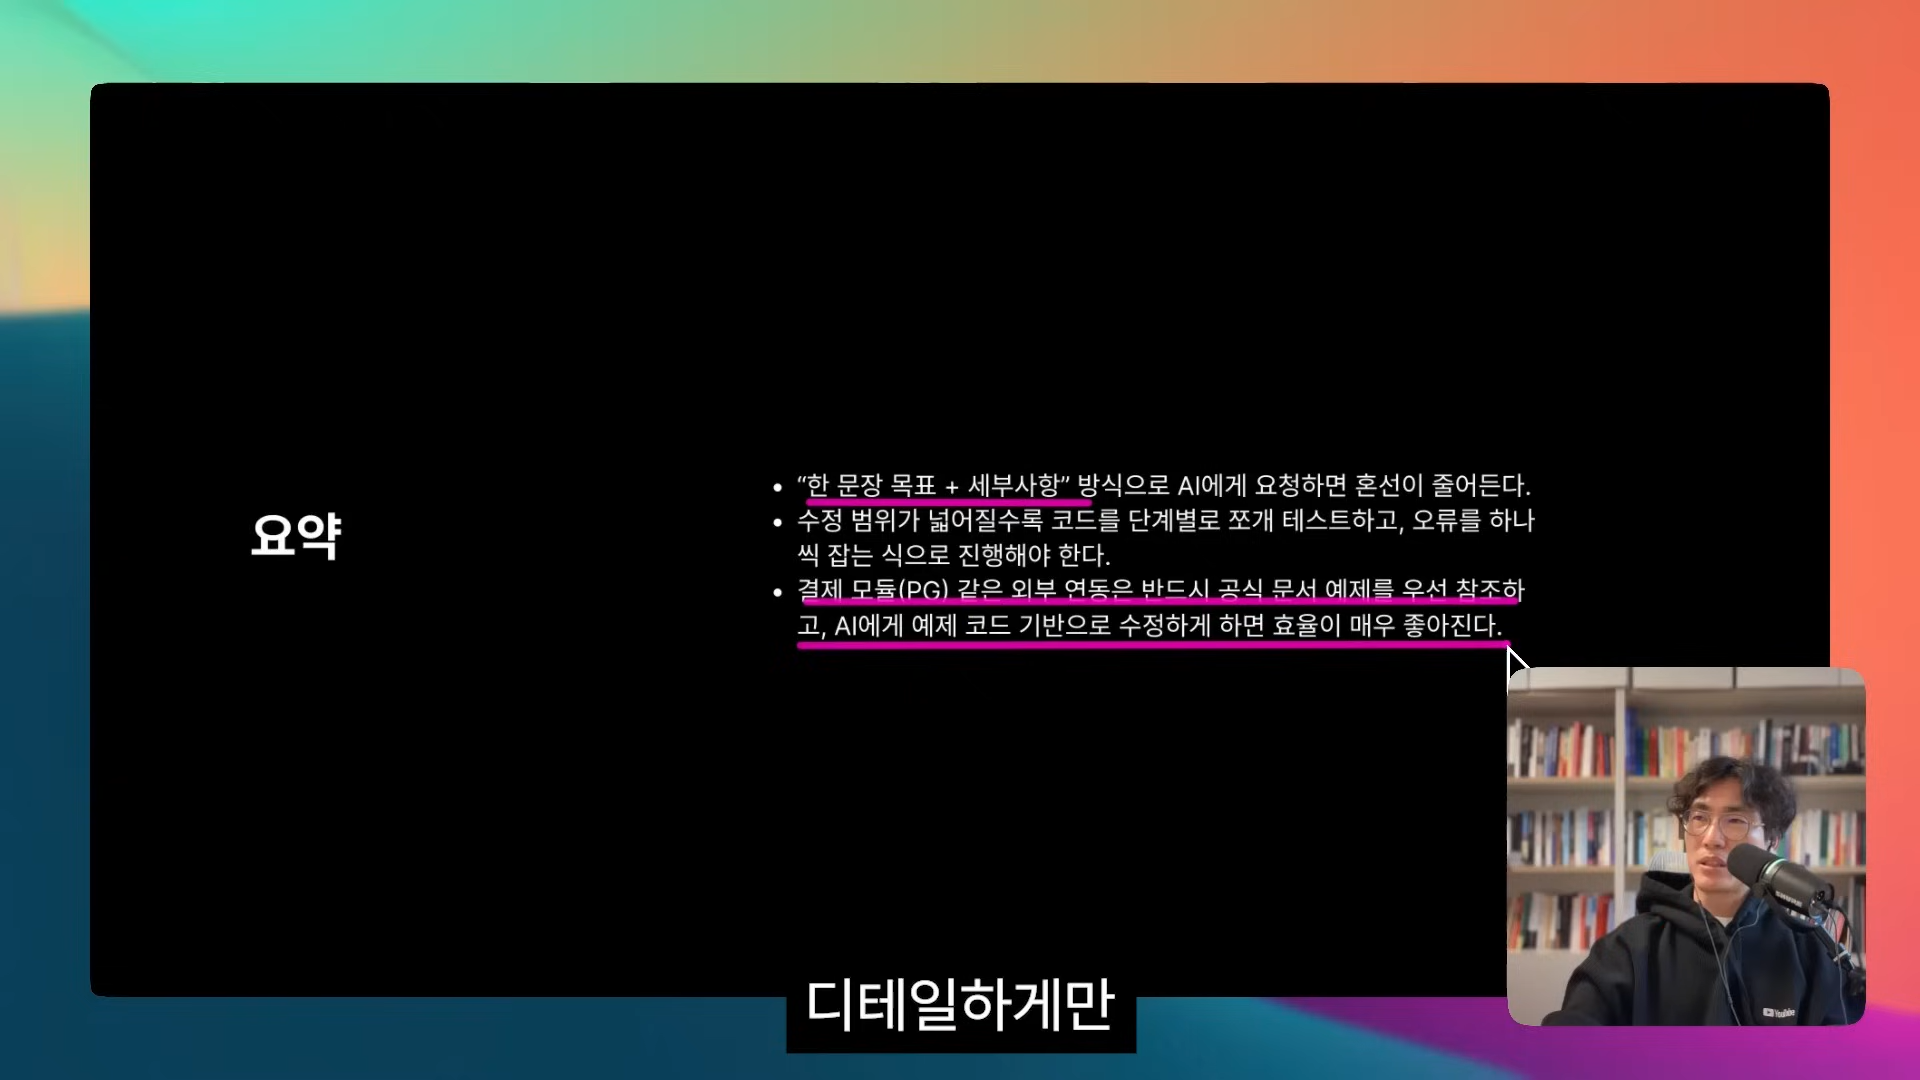 요약
• “한 문장 목표 + 세부사항” 방식으로 AI에게 요청하면 혼선이 줄어든다.
• 수정 범위가 넓어질수록 코드를 단계별로 쪼개 테스트하고, 오류를 하나
씩 잡는 식으로 진행해야 한다.
• 결제 모듈(PG) 같은 외부 연동은 반드시 공식 문서 예제를 우선 참조하
고, AI에게 예제 코드 기반으로 수정하게 하면 효율이 매우 좋아진다.
SHURE
YouTube
디테일하게만